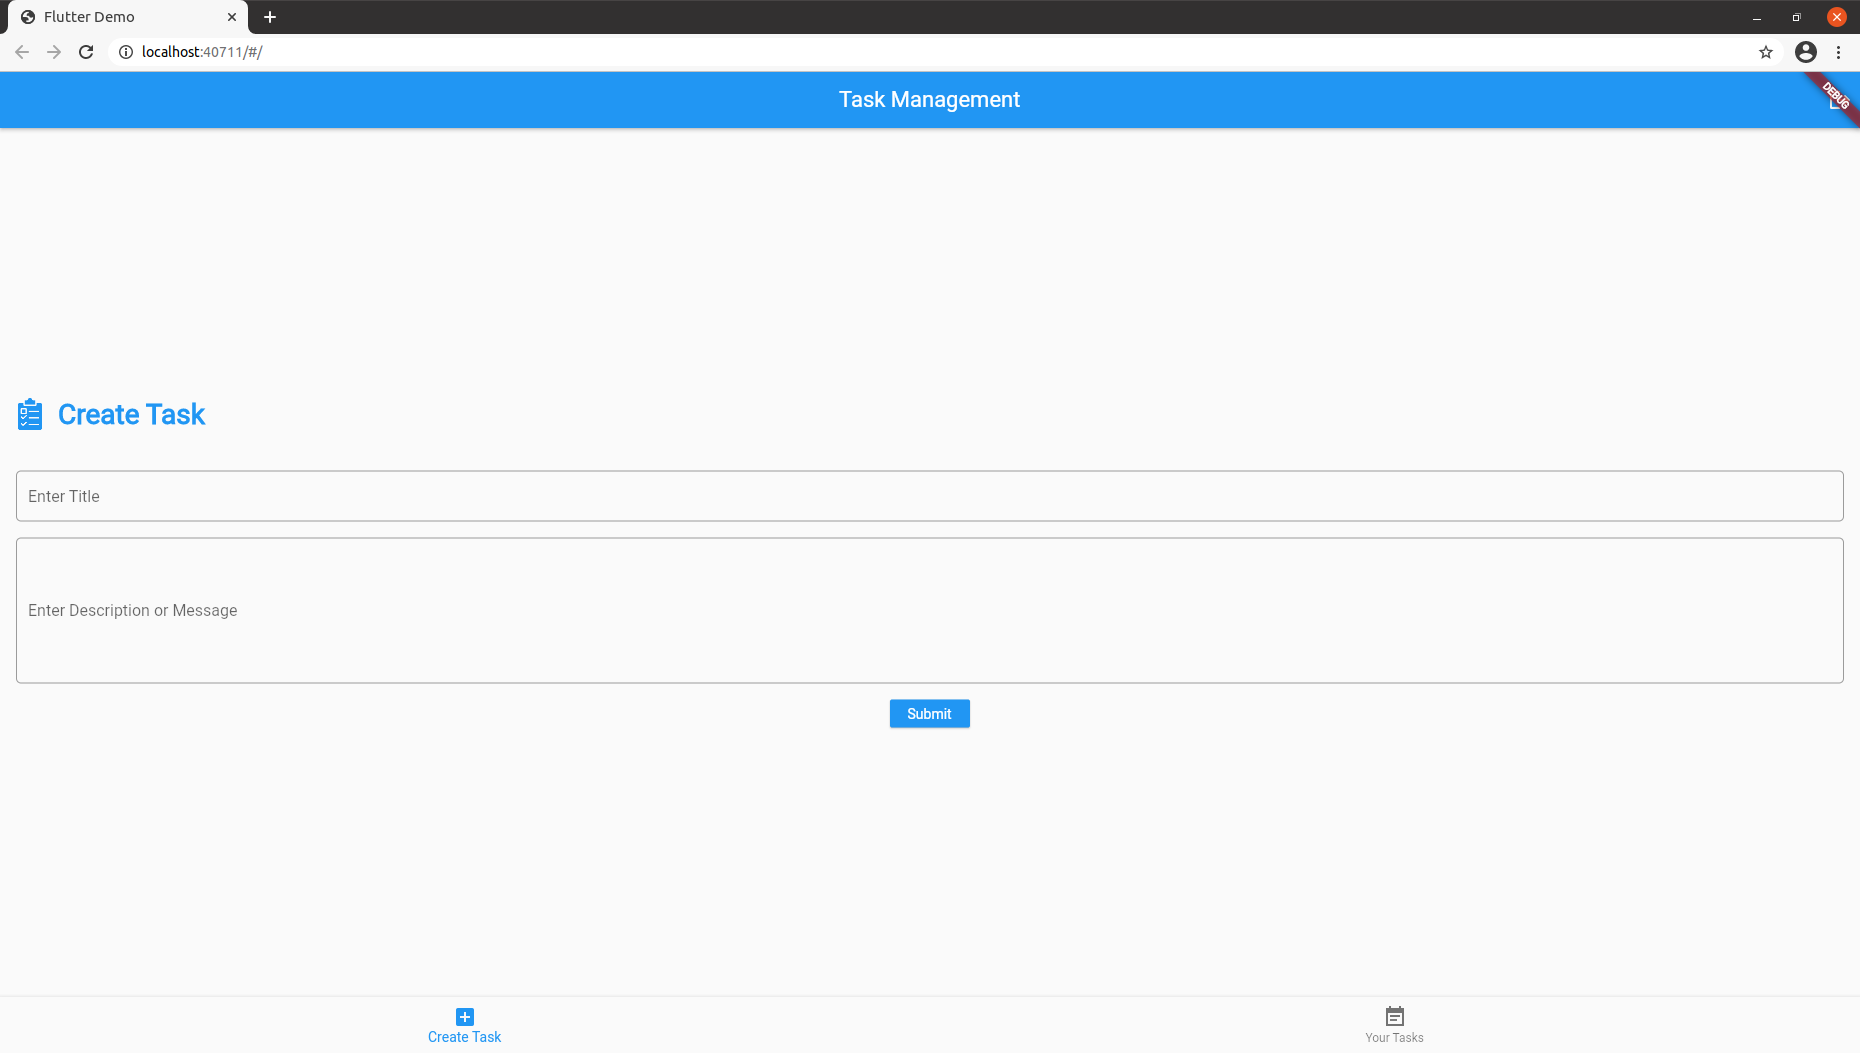 Flutter Demo
localhost:40711/#/
Task Management
DEBUG
Create Task
Enter Title
Enter Description or Message
Submit
Create Task
Your Tasks